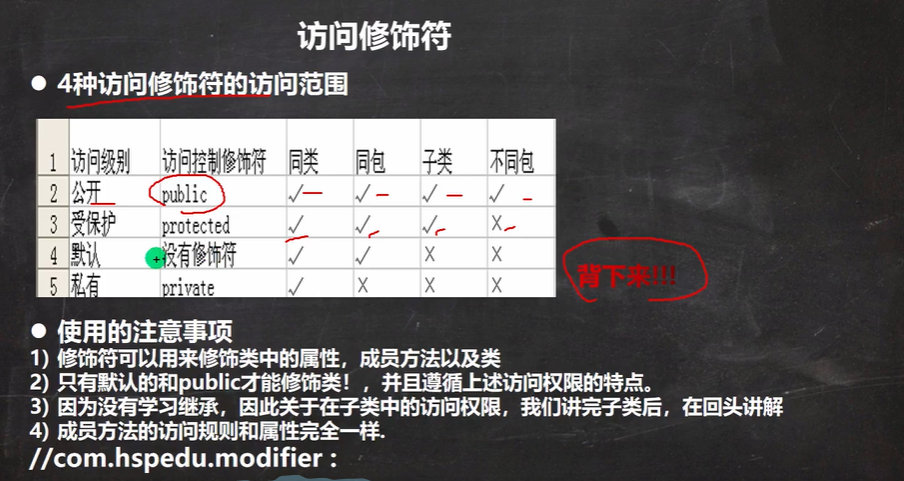 访问修饰符
● 4种访问修饰符的访问范围
1 访问级别 访问控制修饰符 同类 同包 子类 不同包
2 公开 public √ √ √ √
3 受保护 protected √ √ √ X
4 默认 没有修饰符 √ √ X X
5 私有 private √ X X X
背下来!!!
● 使用的注意事项
1) 修饰符可以用来修饰类中的属性，成员方法以及类
2) 只有默认的和public才能修饰类！，并且遵循上述访问权限的特点。
3) 因为没有学习继承，因此关于在子类中的访问权限，我们讲完子类后，在回头讲解
4) 成员方法的访问规则和属性完全一样.
//com.hspedu.modifier :